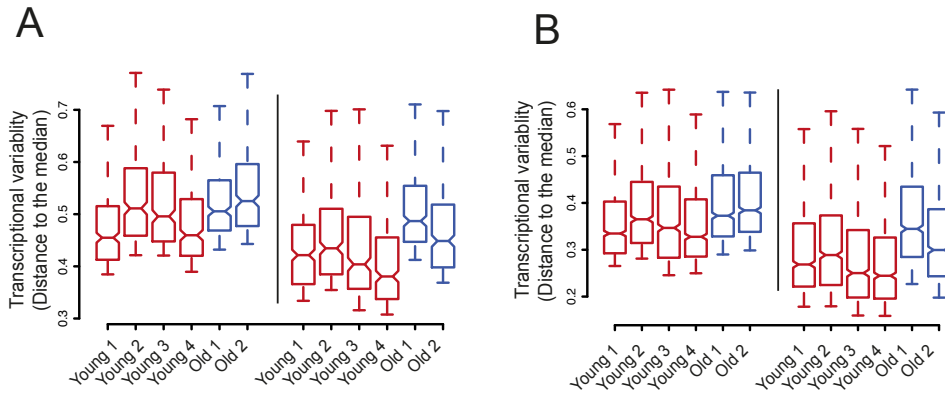 A
Transcriptional variablity
(Distance to the median)
0.7
0.6
0.5
0.4
0.3
Young 1
Young 2
Young 3
Young 4
Old 1
Old 2
Young 1
Young 2
Young 3
Young 4
Old 1
Old 2
B
Transcriptional variablity
(Distance to the median)
0.6
0.5
0.4
0.3
0.2
Young 1
Young 2
Young 3
Young 4
Old 1
Old 2
Young 1
Young 2
Young 3
Young 4
Old 1
Old 2